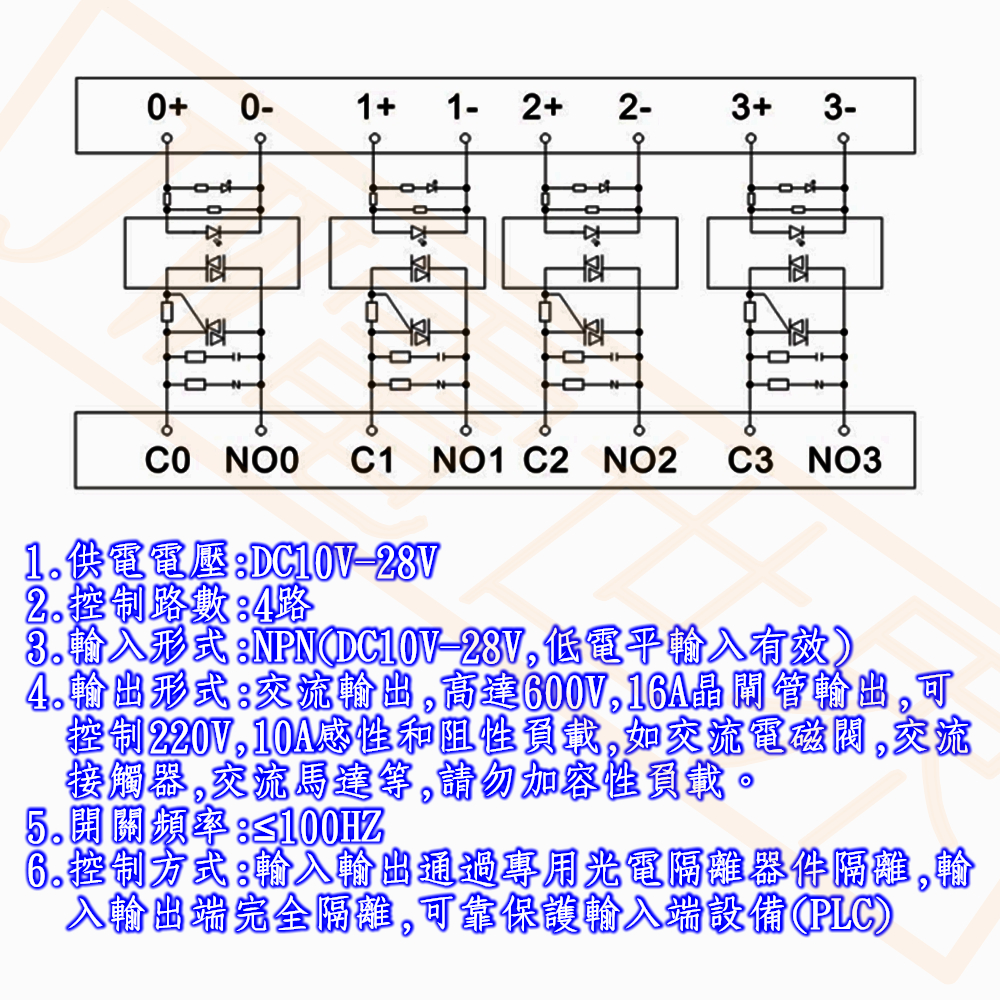 0+ 0- 1+ 1- 2+ 2- 3+ 3-
C0 NO0 C1 NO1 C2 NO2 C3 NO3
1.供電電壓:DC10V-28V
2.控制路數:4路
3.輸入形式:NPN(DC10V-28V,低電平輸入有效)
4.輸出形式:交流輸出,高達600V,16A晶閘管輸出,可
控制220V,10A感性和阻性負載,如交流電磁閥,交流
接觸器,交流馬達等,請勿加容性負載。
5.開關頻率:≤100HZ
6.控制方式:輸入輸出通過專用光電隔離器件隔離,輸
入輸出端完全隔離,可靠保護輸入端設備(PLC)